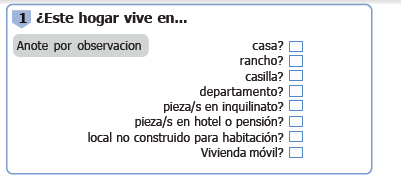 1 ¿Este hogar vive en...
Anote por observacion
casa?
rancho?
casilla?
departamento?
pieza/s en inquilinato?
pieza/s en hotel o pensión?
local no construido para habitación?
Vivienda móvil?